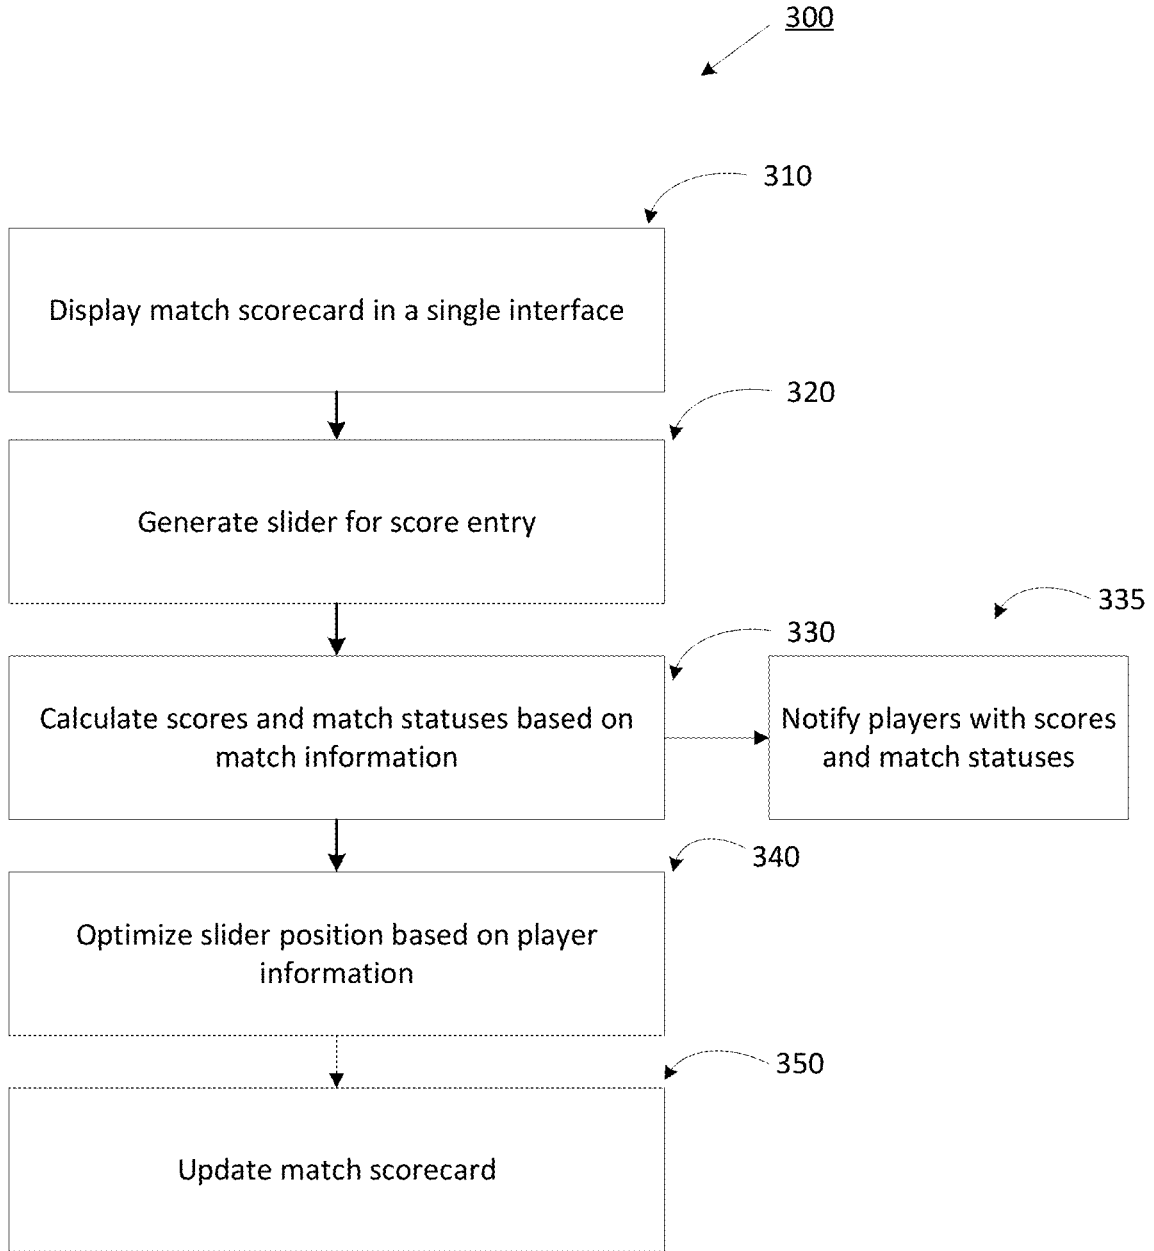 300
310
Display match scorecard in a single interface
320
Generate slider for score entry
335
330
Calculate scores and match statuses based on
match information
Notify players with scores
and match statuses
340
Optimize slider position based on player
information
350
Update match scorecard